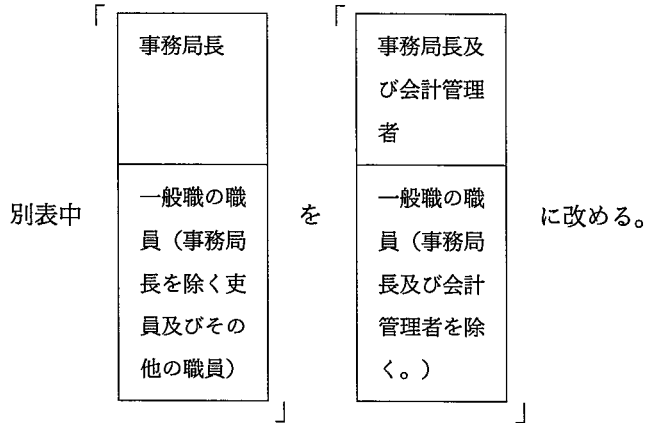 別表中
「
事務局長
一般職の職
員（事務局
長を除く吏
員及びその
他の職員）
」
を
「
事務局長及
び会計管理
者
一般職の職
員（事務局
長及び会計
管理者を除
く。）
」
に改める。